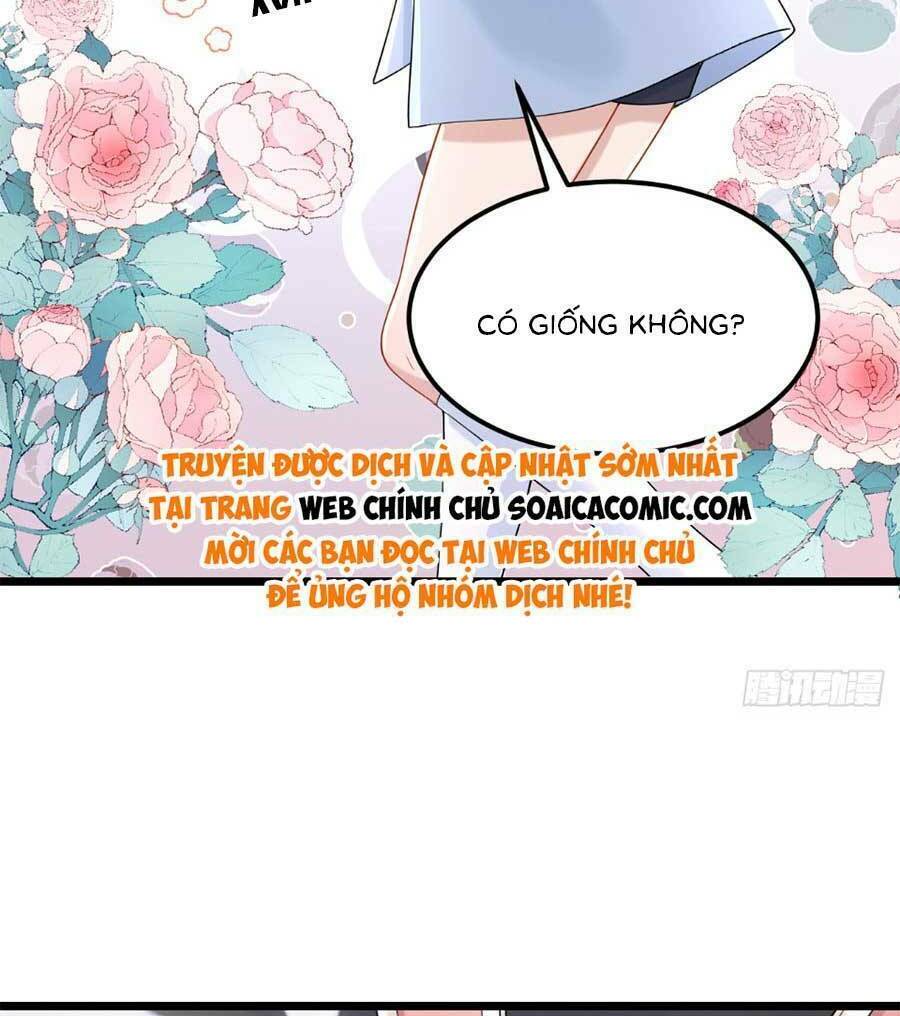 CÓ GIỐNG KHÔNG?
TRUYỆN ĐƯỢC DỊCH VÀ CẬP NHẬT SỚM NHẤT
TẠI TRANG WEB CHÍNH CHỦ SOAICACOMIC.COM
MỜI CÁC BẠN ĐỌC TẠI WEB CHÍNH CHỦ
ĐỂ ỦNG HỘ NHÓM DỊCH NHÉ!
腾讯动漫